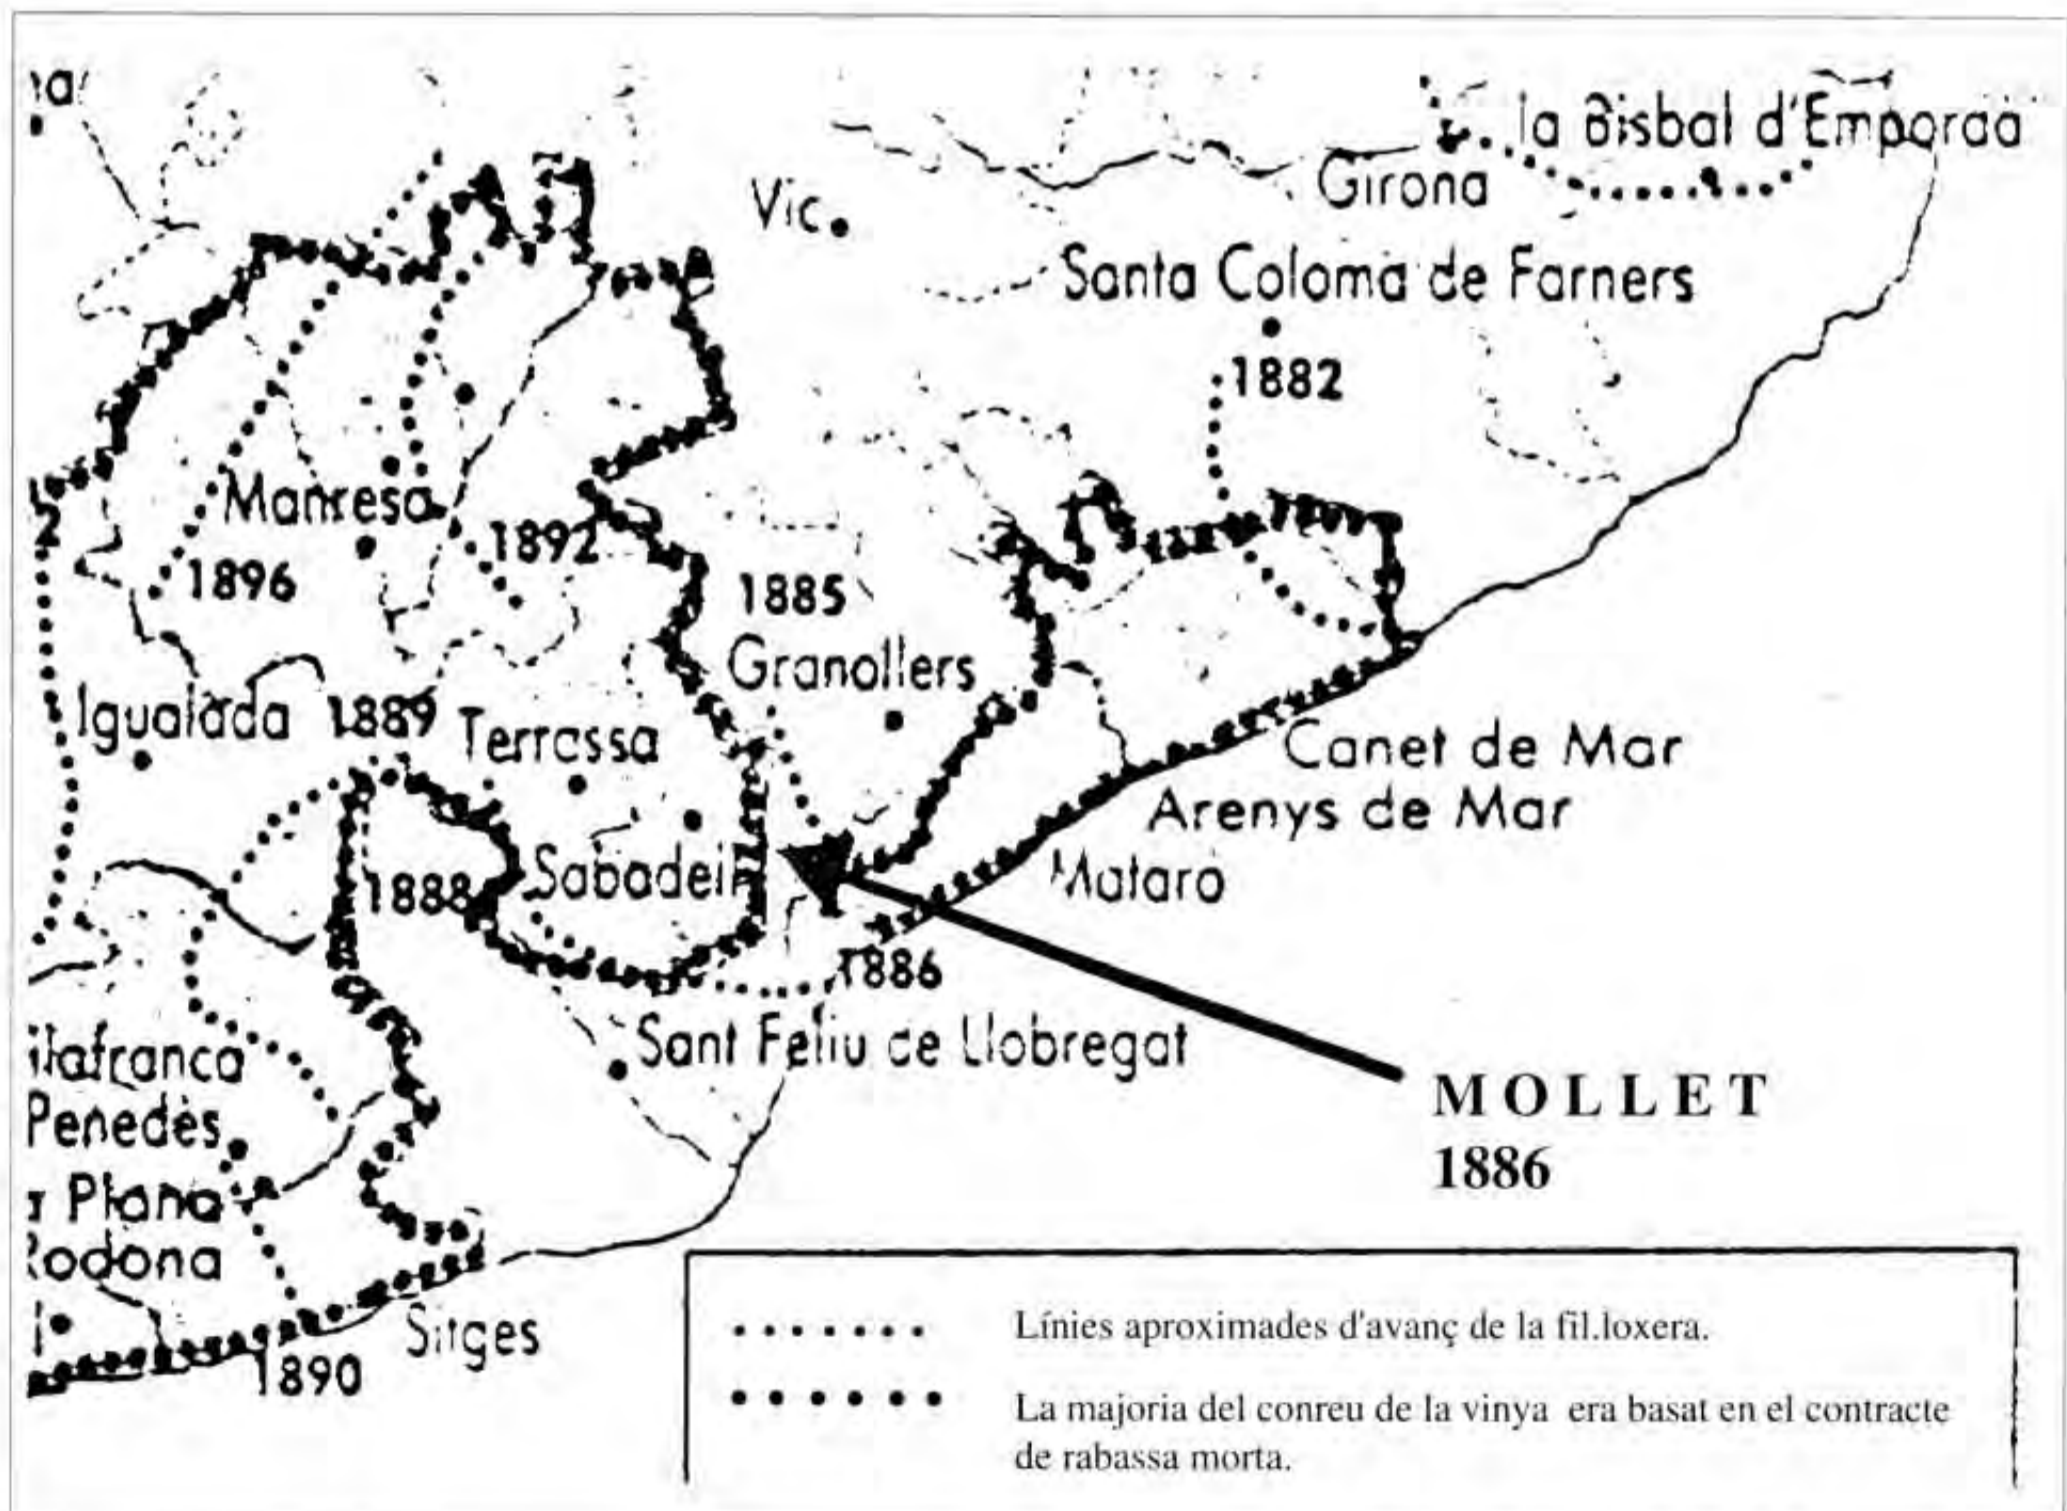 la Bisbal d'Empordà
Girona
Vic
Santa Coloma de Farners
1882
Manresa
1892
1896
1885
Granollers
Igualada
1889
Terrassa
Canet de Mar
Arenys de Mar
Sabadell
1888
Mataró
1886
Sant Feliu de Llobregat
MOLLET
1886
Penedès
Plana
Rodona
Sitges
1890
Línies aproximades d'avanç de la fil.loxera.
La majoria del conreu de la vinya era basat en el contracte
de rabassa morta.